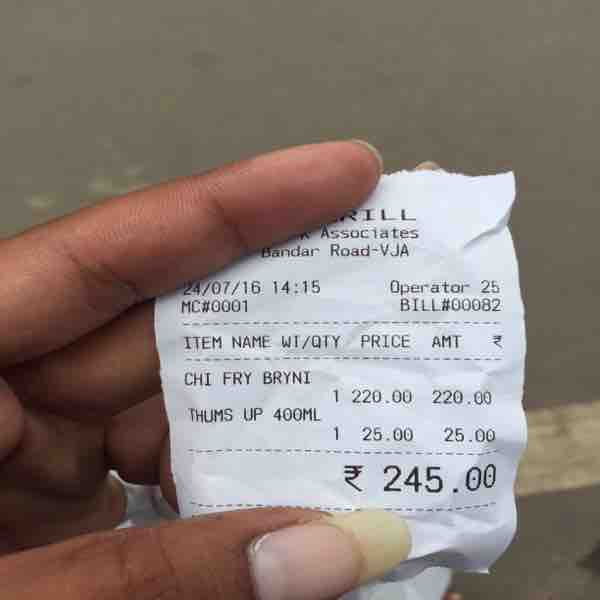 Associates
Bandar Road-VJA
24/07/16 14:15 Operator 25
MC#0001 BILL#00082
ITEM NAME WT/QTY PRICE AMT ₹
CHI FRY BRYNI
1 220.00 220.00
THUMS UP 400ML
1 25.00 25.00
₹ 245.00